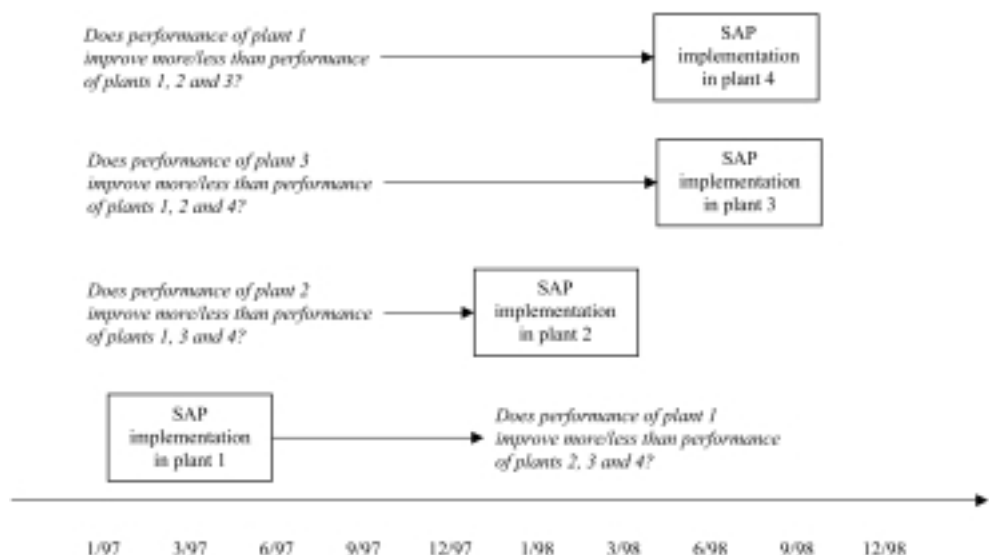 Does performance of plant 1
improve more/less than performance
of plants 1, 2 and 3?
SAP
implementation
in plant 4
Does performance of plant 3
improve more/less than performance
of plants 1, 2 and 4?
SAP
implementation
in plant 3
Does performance of plant 2
improve more/less than performance
of plants 1, 3 and 4?
SAP
implementation
in plant 2
SAP
implementation
in plant 1
Does performance of plant 1
improve more/less than performance
of plants 2, 3 and 4?
1/97 3/97 6/97 9/97 12/97 1/98 3/98 6/98 9/98 12/98